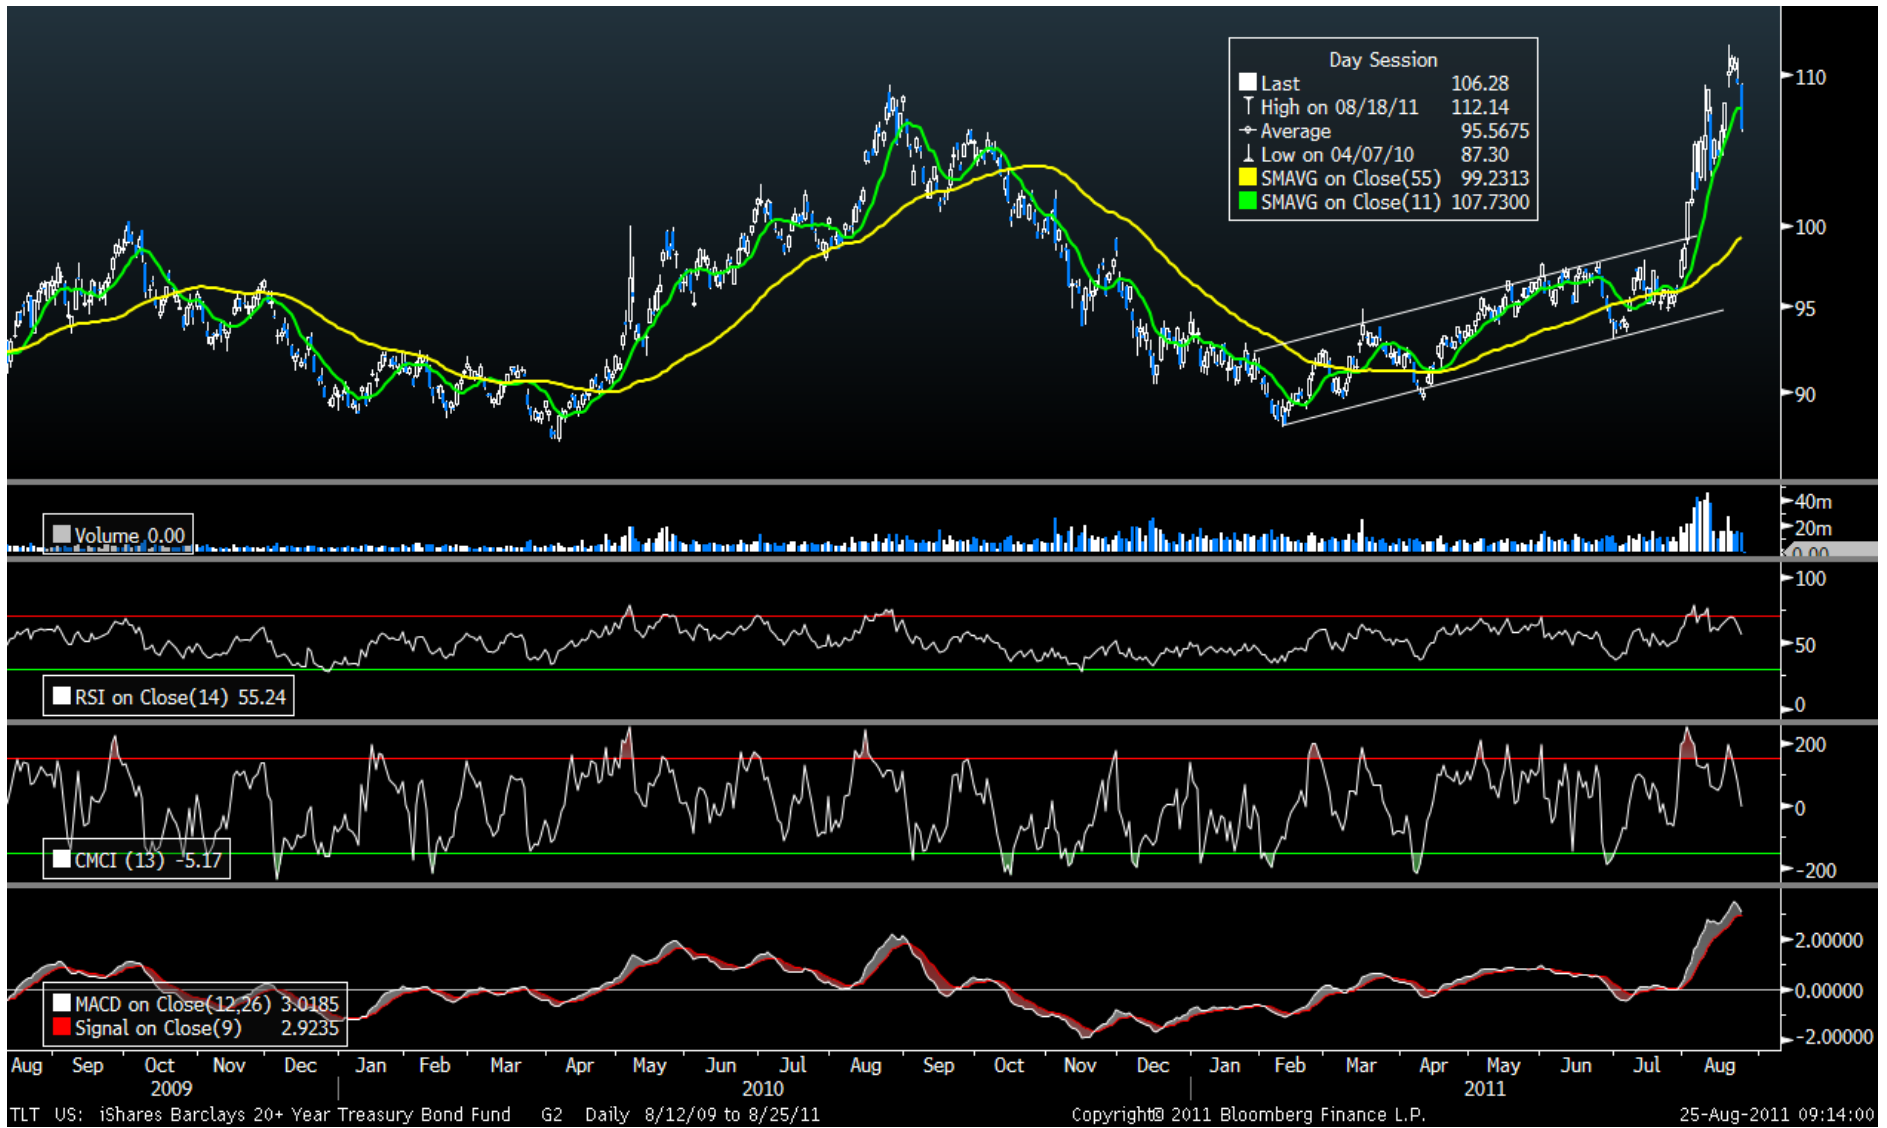 Day Session
Last 106.28
High on 08/18/11 112.14
Average 95.5675
Low on 04/07/10 87.30
SMAVG on Close(55) 99.2313
SMAVG on Close(11) 107.7300
110
100
95
90
Volume 0.00
40m
20m
0.00
100
50
0
RSI on Close(14) 55.24
200
0
-200
CMCI (13) -5.17
2.00000
0.00000
-2.00000
MACD on Close(12,26) 3.0185
Signal on Close(9) 2.9235
Aug Sep Oct Nov Dec Jan Feb Mar Apr May Jun Jul Aug Sep Oct Nov Dec Jan Feb Mar Apr May Jun Jul Aug
2009 2010 2011
TLT US: iShares Barclays 20+ Year Treasury Bond Fund G2 Daily 8/12/09 to 8/25/11 Copyright© 2011 Bloomberg Finance L.P. 25-Aug-2011 09:14:00